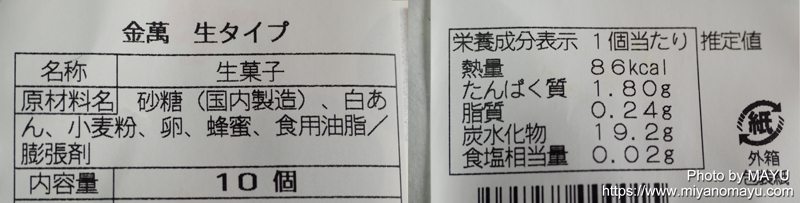 金萬 生タイプ
名称 生菓子
原材料名 砂糖（国内製造）、白あ
ん、小麦粉、卵、蜂蜜、食用油脂／
膨張剤
内容量 10個
栄養成分表示 1個当たり 推定値
熱量 86kcal
たんぱく質 1.80g
脂質 0.24g
炭水化物 19.2g
食塩相当量 0.02g
紙
外箱
Photo by MAYU
https://www.miyanomayu.com/